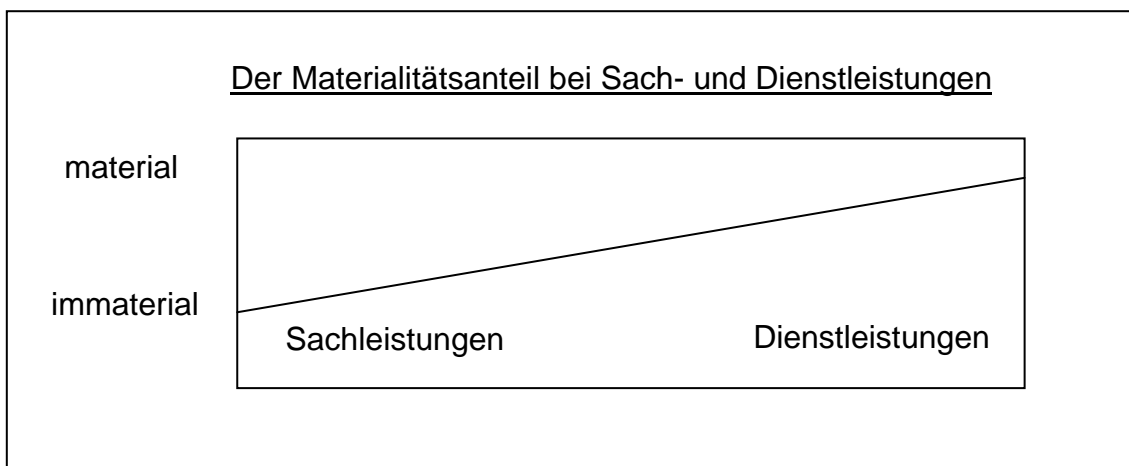 Der Materialitätsanteil bei Sach- und Dienstleistungen
material
immaterial
Sachleistungen
Dienstleistungen